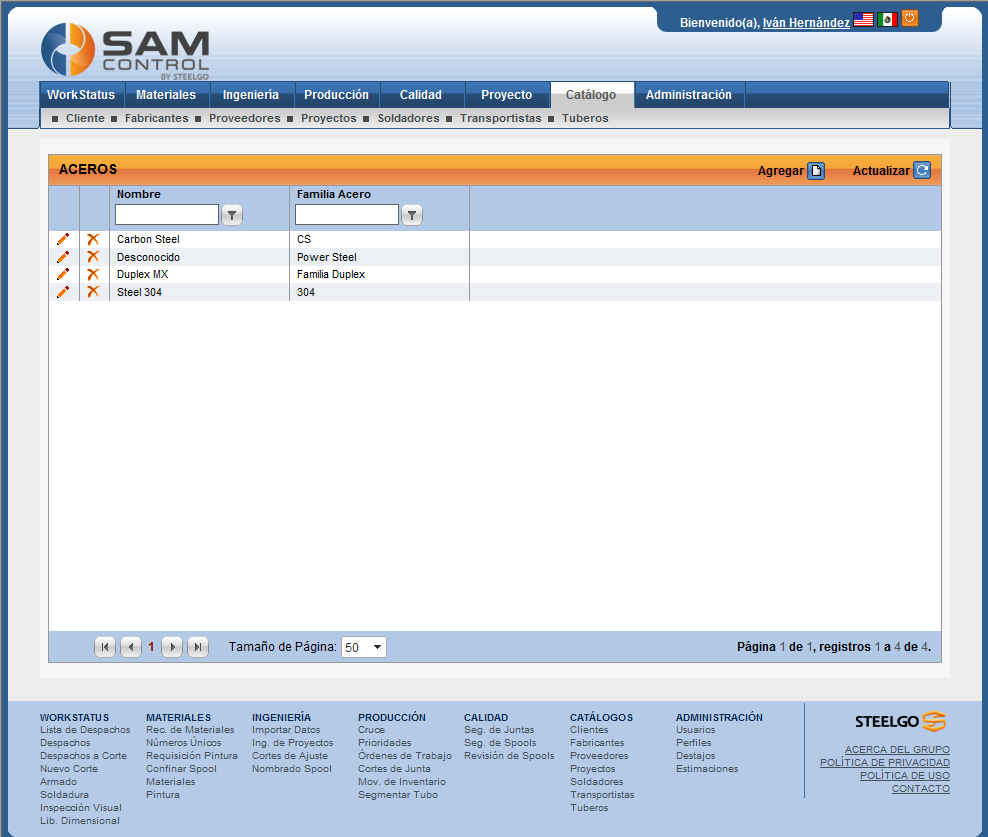 Bienvenido(a), Iván Hernández
SAM
CONTROL
BY STEELGO
WorkStatus Materiales Ingeniería Producción Calidad Proyecto Catálogo Administración
Cliente Fabricantes Proveedores Proyectos Soldadores Transportistas Tuberos
ACEROS Agregar Actualizar
Nombre Familia Acero
Carbon Steel CS
Desconocido Power Steel
Duplex MX Familia Duplex
Steel 304 304
1 Tamaño de Página: 50 Página 1 de 1, registros 1 a 4 de 4.
WORKSTATUS MATERIALES INGENIERÍA PRODUCCIÓN CALIDAD CATÁLOGOS ADMINISTRACIÓN
Lista de Despachos Rec. de Materiales Importar Datos Cruce Seg. de Juntas Clientes Usuarios
Despachos Números Únicos Ing. de Proyectos Prioridades Seg. de Spools Fabricantes Perfiles
Despachos a Corte Requisición Pintura Cortes de Ajuste Órdenes de Trabajo Revisión de Spools Proveedores Destajos
Nuevo Corte Confinar Spool Nombrado Spool Cortes de Junta Proyectos Estimaciones
Armado Materiales Mov. de Inventario Soldadores
Soldadura Pintura Segmentar Tubo Transportistas
Inspección Visual Tuberos
Lib. Dimensional
STEELGO
ACERCA DEL GRUPO
POLÍTICA DE PRIVACIDAD
POLÍTICA DE USO
CONTACTO